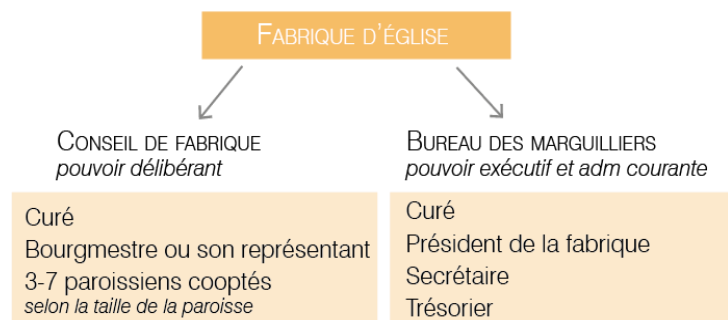 FABRIQUE D'ÉGLISE
CONSEIL DE FABRIQUE
pouvoir délibérant
Curé
Bourgmestre ou son représentant
3-7 paroissiens cooptés
selon la taille de la paroisse
BUREAU DES MARGUILLIERS
pouvoir exécutif et adm courante
Curé
Président de la fabrique
Secrétaire
Trésorier